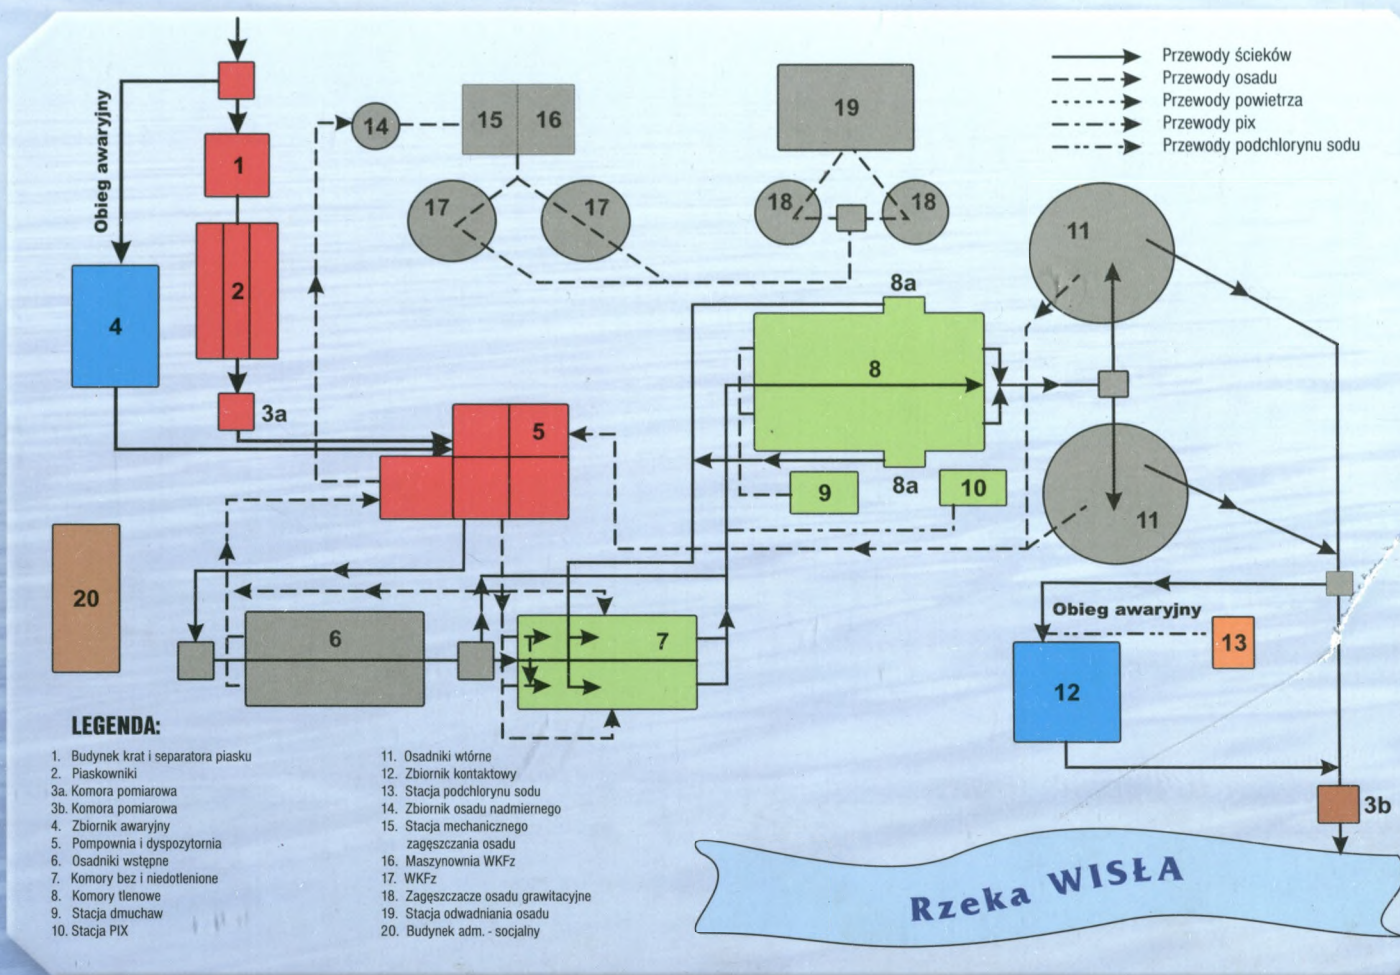 Przewody ścieków
Przewody osadu
Przewody powietrza
Przewody pix
Przewody podchlorynu sodu
Obieg awaryjny
1
2
3a
4
5
6
7
8
8a
8a
9
10
11
11
12
13
14
15
16
17
17
18
18
19
20
Obieg awaryjny
3b
Rzeka WISŁA
LEGENDA:
1. Budynek krat i separatora piasku
2. Piaskowniki
3a. Komora pomiarowa
3b. Komora pomiarowa
4. Zbiornik awaryjny
5. Pompownia i dyspozytornia
6. Osadniki wstępne
7. Komory bez i niedotlenione
8. Komory tlenowe
9. Stacja dmuchaw
10. Stacja PIX
11. Osadniki wtórne
12. Zbiornik kontaktowy
13. Stacja podchlorynu sodu
14. Zbiornik osadu nadmiernego
15. Stacja mechanicznego
zagęszczania osadu
16. Maszynownia WKFz
17. WKFz
18. Zagęszczacze osadu grawitacyjne
19. Stacja odwadniania osadu
20. Budynek adm. - socjalny